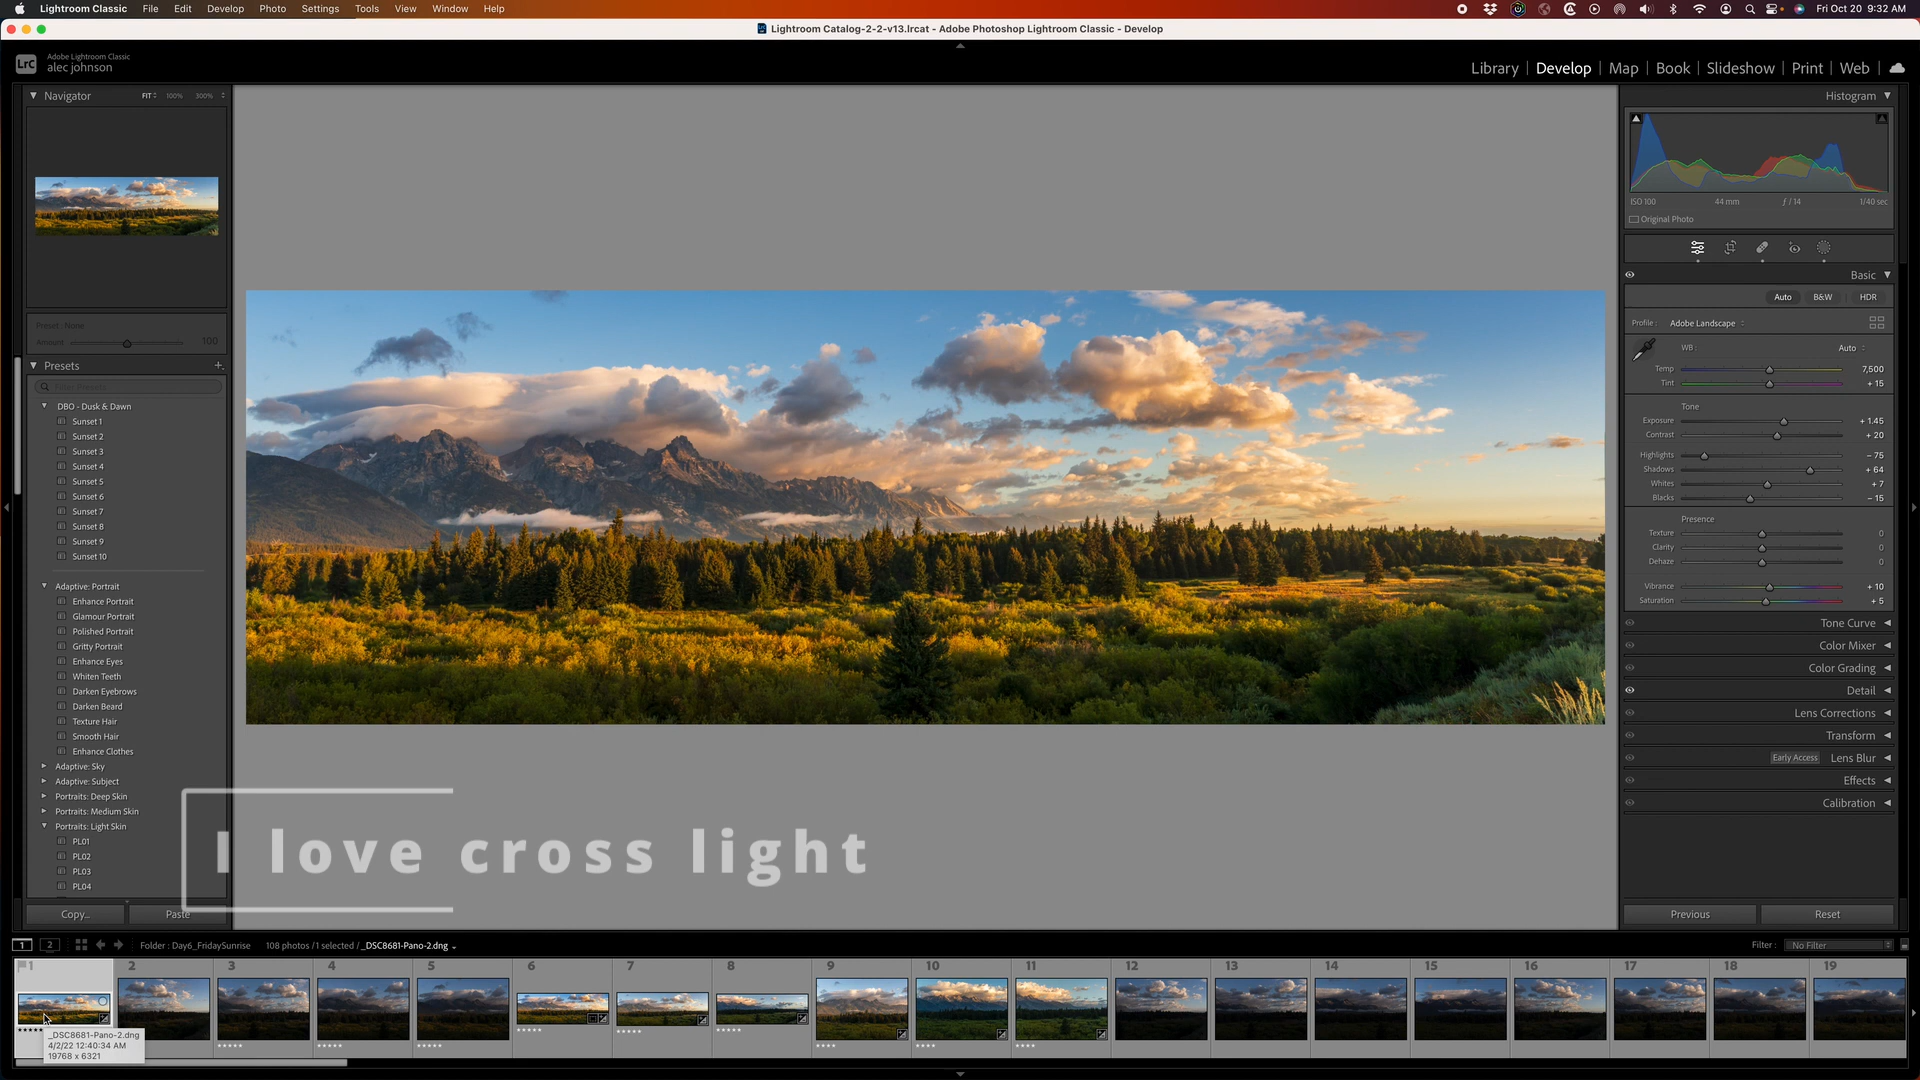 Lightroom Classic File Edit Develop Photo Settings Tools View Window Help Fri Oct 20 9:32 AM
Lightroom Catalog-2-2-v13.lrcat - Adobe Photoshop Lightroom Classic - Develop
LrC Adobe Lightroom Classic
alec johnson
Library | Develop | Map | Book | Slideshow | Print | Web
Navigator FIT 100% 300%
Preset: None
Amount 100
Presets +
Filter Presets
DBO - Dusk & Dawn
Sunset 1
Sunset 2
Sunset 3
Sunset 4
Sunset 5
Sunset 6
Sunset 7
Sunset 8
Sunset 9
Sunset 10
Adaptive: Portrait
Enhance Portrait
Glamour Portrait
Polished Portrait
Gritty Portrait
Enhance Eyes
Whiten Teeth
Darken Eyebrows
Darken Beard
Texture Hair
Smooth Hair
Enhance Clothes
Adaptive: Sky
Adaptive: Subject
Portraits: Deep Skin
Portraits: Medium Skin
Portraits: Light Skin
PL01
PL02
PL03
PL04
Copy... Paste
I love cross light
Histogram
ISO 100 44 mm ƒ / 14 1/40 sec
Original Photo
Basic
Auto B&W HDR
Profile : Adobe Landscape
WB : Auto
Temp 7,500
Tint + 15
Tone
Exposure + 1.45
Contrast + 20
Highlights − 75
Shadows + 64
Whites + 7
Blacks − 15
Presence
Texture 0
Clarity 0
Dehaze 0
Vibrance + 10
Saturation + 5
Tone Curve
Color Mixer
Color Grading
Detail
Lens Corrections
Transform
Early Access Lens Blur
Effects
Calibration
Previous Reset
1 2 Folder : Day6_FridaySunrise 108 photos / 1 selected / _DSC8681-Pano-2.dng Filter : No Filter
1 2 3 4 5 6 7 8 9 10 11 12 13 14 15 16 17 18 19
_DSC8681-Pano-2.dng
4/2/22 12:40:34 AM
19768 x 6321